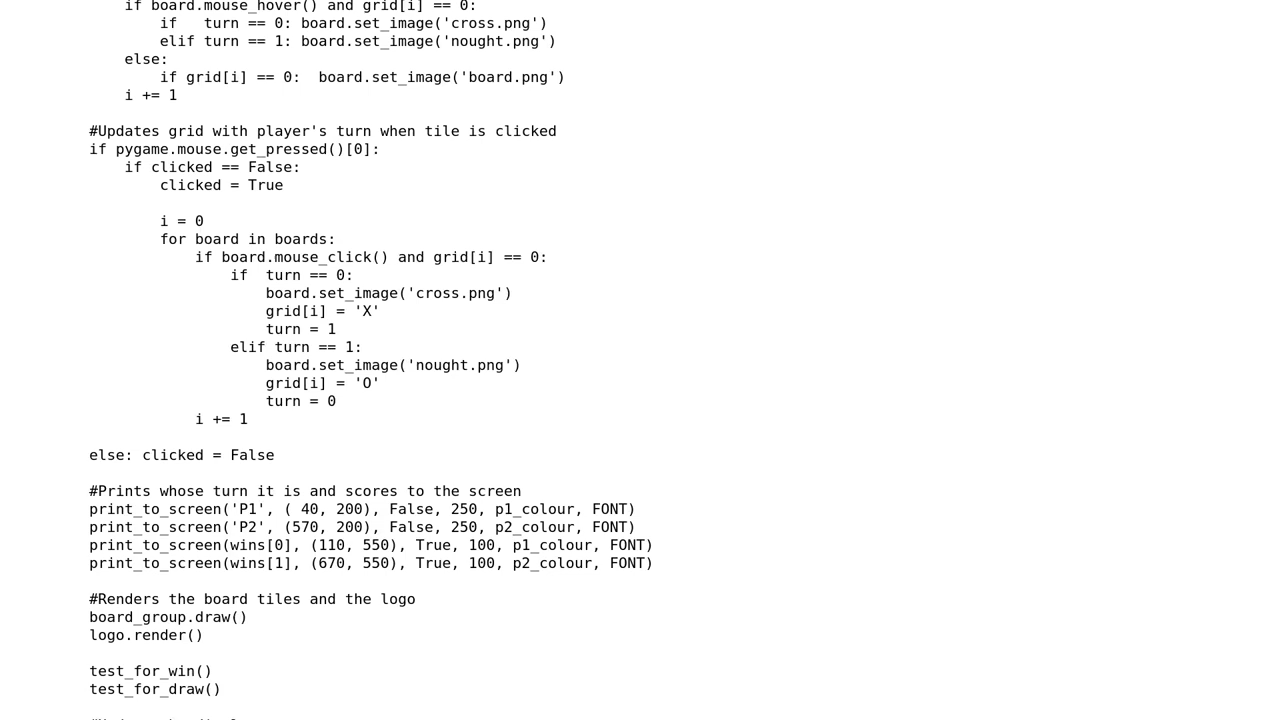 if board.mouse_hover() and grid[i] == 0:
if   turn == 0: board.set_image('cross.png')
elif turn == 1: board.set_image('nought.png')
else:
if grid[i] == 0:  board.set_image('board.png')
i += 1
#Updates grid with player's turn when tile is clicked
if pygame.mouse.get_pressed()[0]:
if clicked == False:
clicked = True
i = 0
for board in boards:
if board.mouse_click() and grid[i] == 0:
if  turn == 0:
board.set_image('cross.png')
grid[i] = 'X'
turn = 1
elif turn == 1:
board.set_image('nought.png')
grid[i] = 'O'
turn = 0
i += 1
else: clicked = False
#Prints whose turn it is and scores to the screen
print_to_screen('P1', ( 40, 200), False, 250, p1_colour, FONT)
print_to_screen('P2', (570, 200), False, 250, p2_colour, FONT)
print_to_screen(wins[0], (110, 550), True, 100, p1_colour, FONT)
print_to_screen(wins[1], (670, 550), True, 100, p2_colour, FONT)
#Renders the board tiles and the logo
board_group.draw()
logo.render()
test_for_win()
test_for_draw()